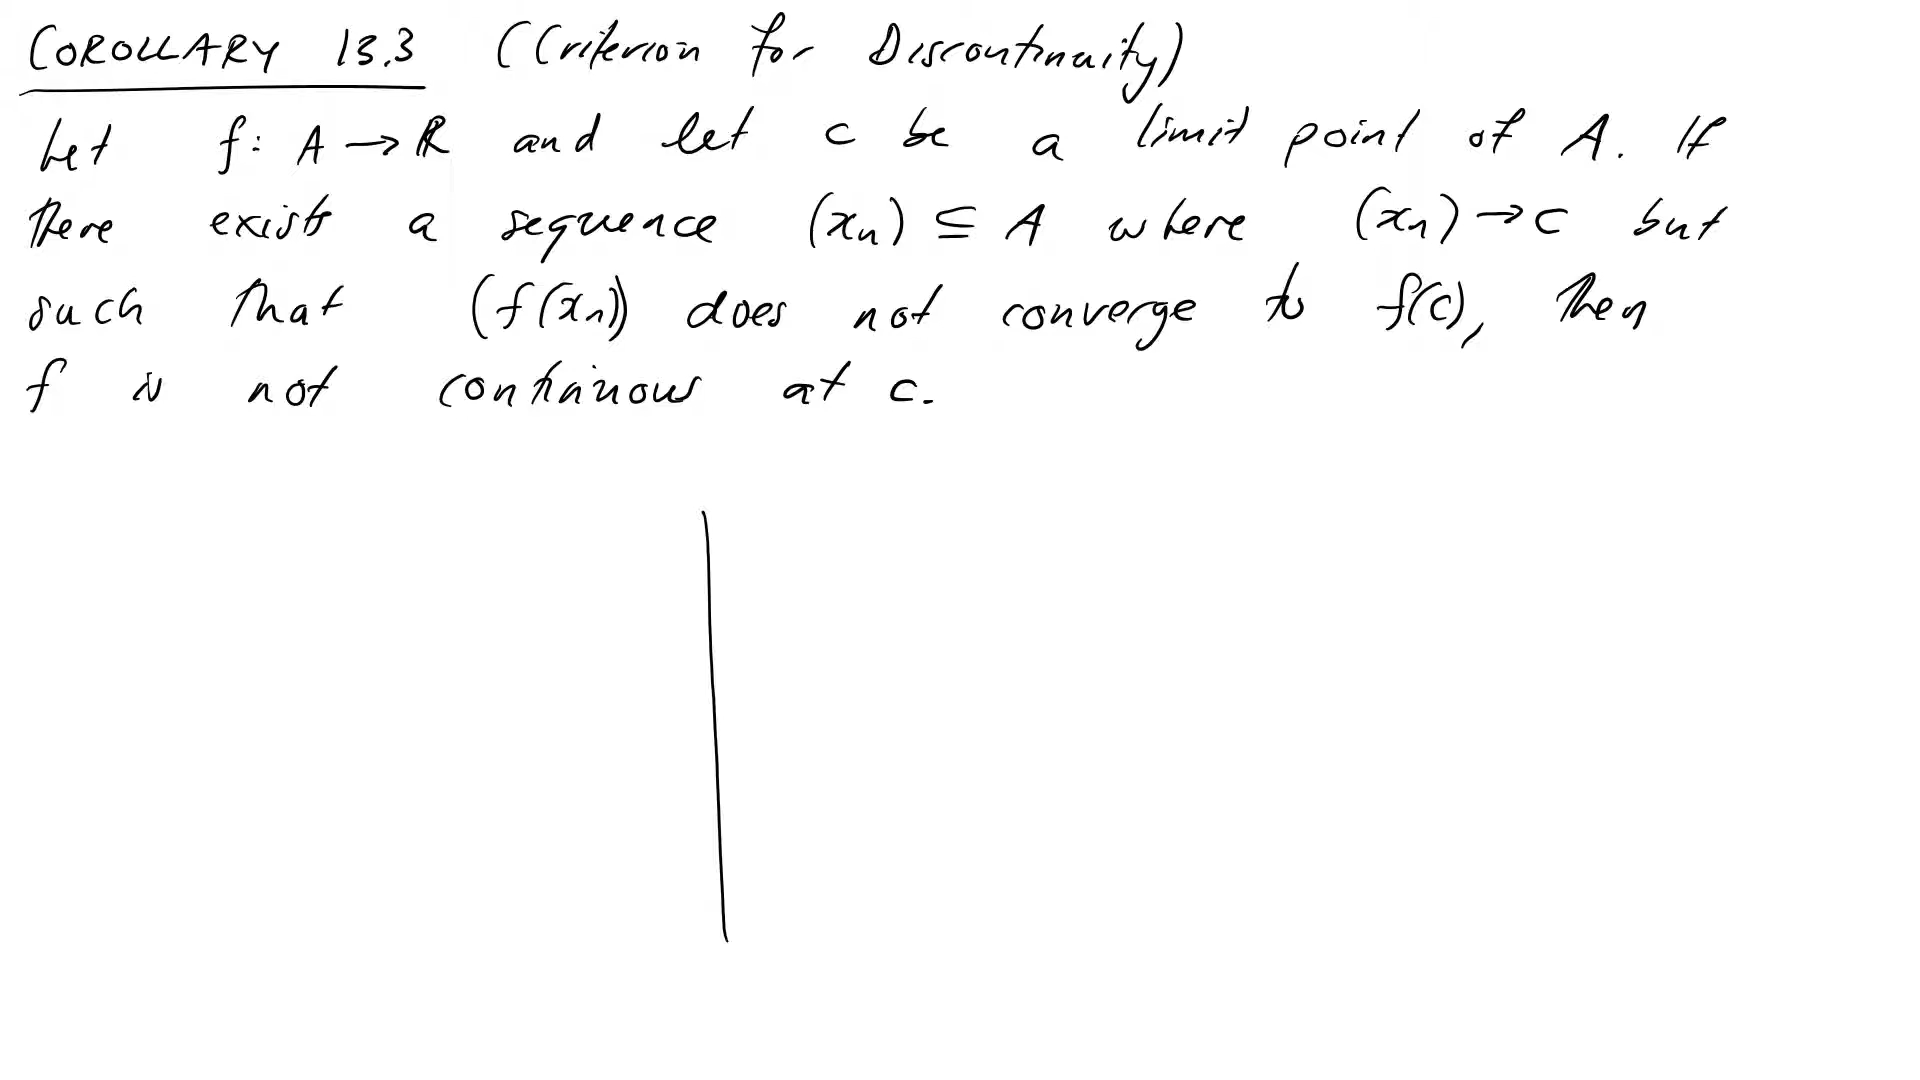 COROLLARY 13.3 (Criterion for Discontinuity)
Let f: A → ℝ and let c be a limit point of A. If
there exists a sequence (xₙ) ⊆ A where (xₙ) → c but
such that (f(xₙ)) does not converge to f(c), then
f is not continuous at c.